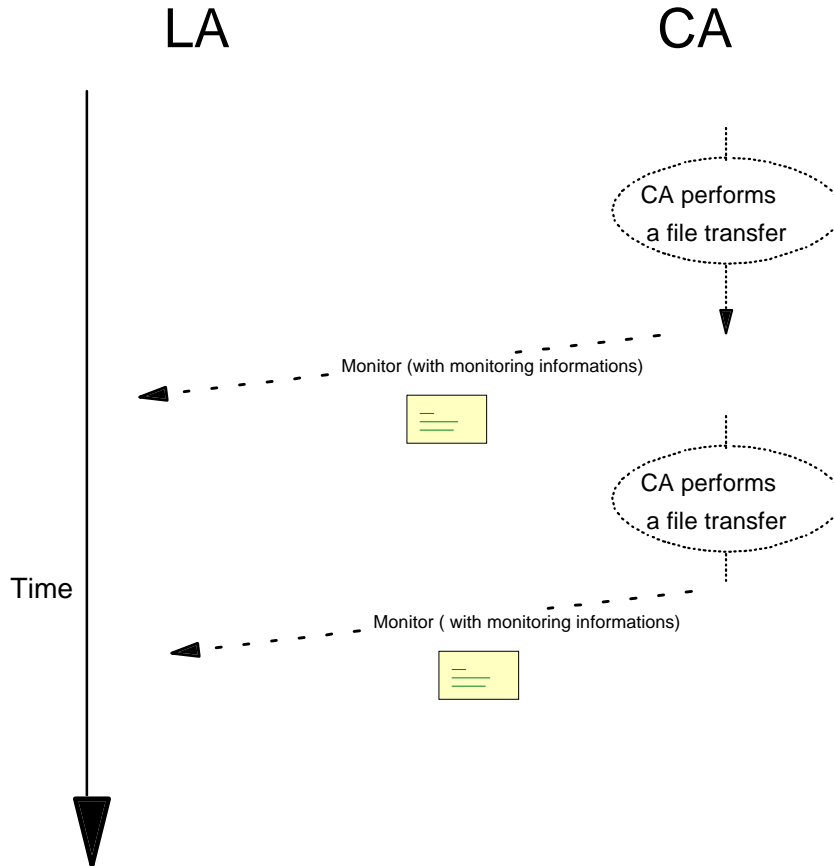 LA
CA
CA performs
a file transfer
Monitor (with monitoring informations)
CA performs
a file transfer
Time
Monitor ( with monitoring informations)